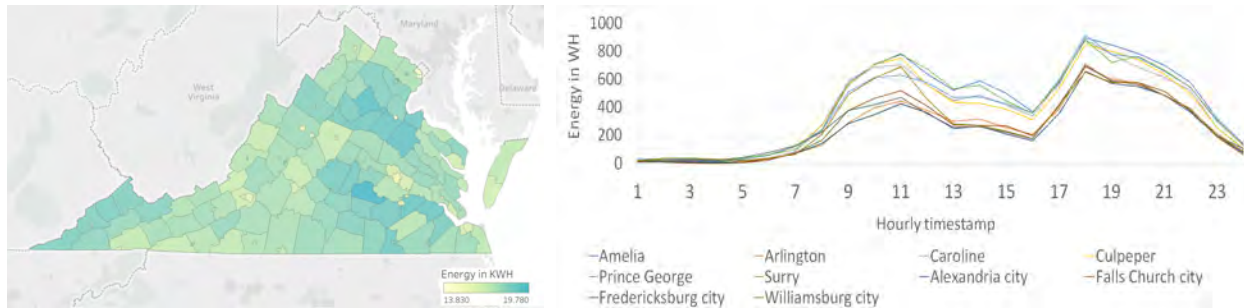 Maryland
West
Virginia
Delaware
Energy in KWH
13.830 19.780
Energy in WH
1000
800
600
400
200
0
1 3 5 7 9 11 13 15 17 19 21 23
Hourly timestamp
Amelia Arlington Caroline Culpeper
Prince George Surry Alexandria city Falls Church city
Fredericksburg city Williamsburg city